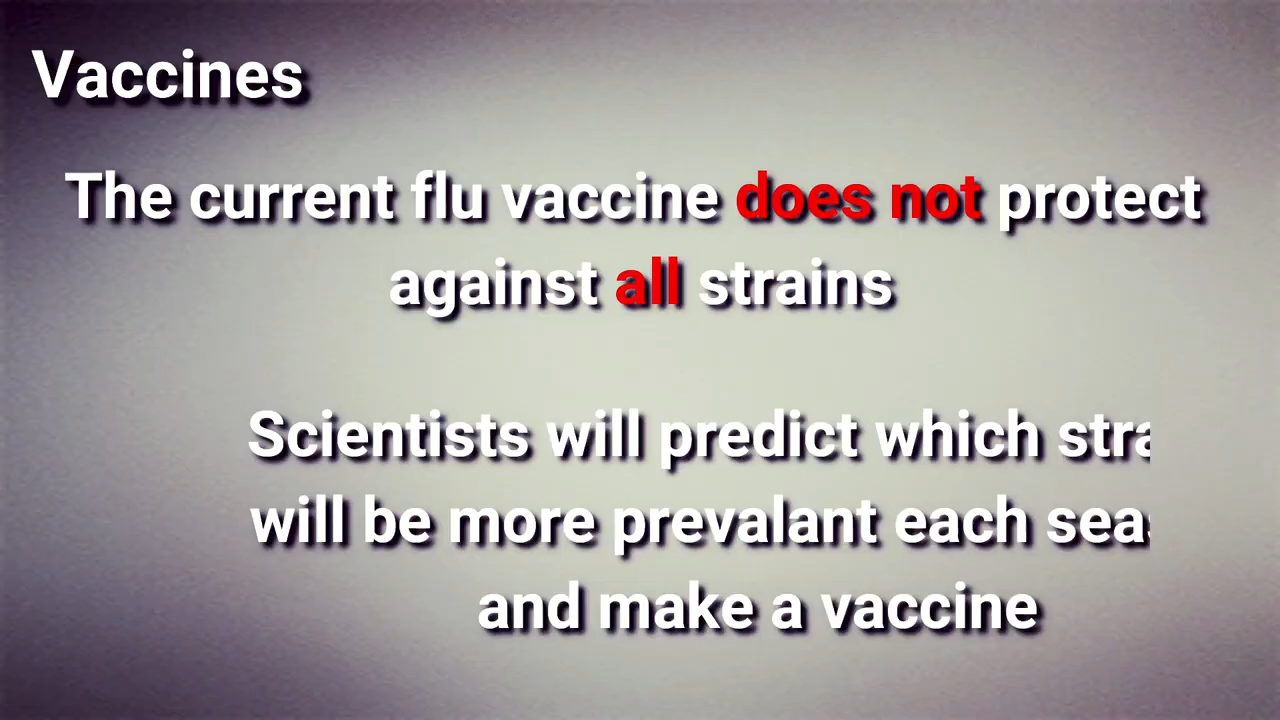 Vaccines
The current flu vaccine does not protect
against all strains
Scientists will predict which
will be more prevalant each
and make a vaccine